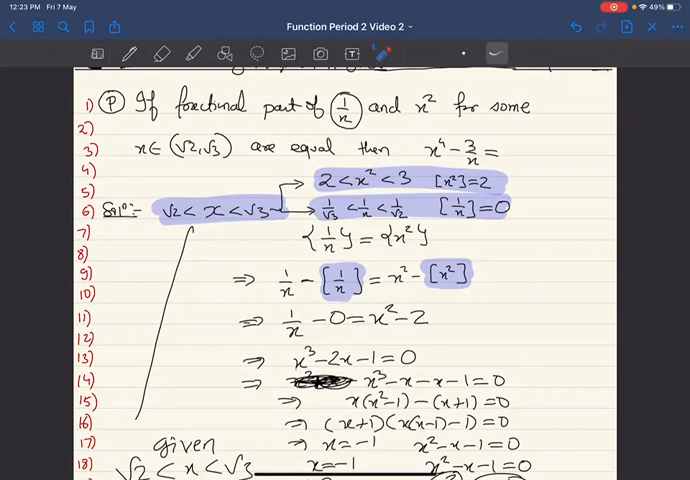 12:23 PM Fri 7 May
49%
Function Period 2 Video 2
1) P If fractional part of 1/x and x² for some
2)
3) x∈ (√2,√3) are equal then x⁴ - 3/x =
4) 2 < x² < 3 [x²]=2
5)
6) Solⁿ:- √2 < x < √3 1/√3 < 1/x < 1/√2 [1/x]=0
7) {1/x} = {x²}
8)
9) ⇒ 1/x - [1/x] = x² - [x²]
10)
11) ⇒ 1/x - 0 = x² - 2
12)
13) ⇒ x³ - 2x - 1 = 0
14) ⇒ x³ - x - x - 1 = 0
15) ⇒ x(x² - 1) - (x+1) = 0
16) ⇒ (x+1) (x(x-1) - 1) = 0
17) given ⇒ x = -1 x² - x - 1 = 0
18) √2 < x < √3 x = -1 x² - x - 1 = 0